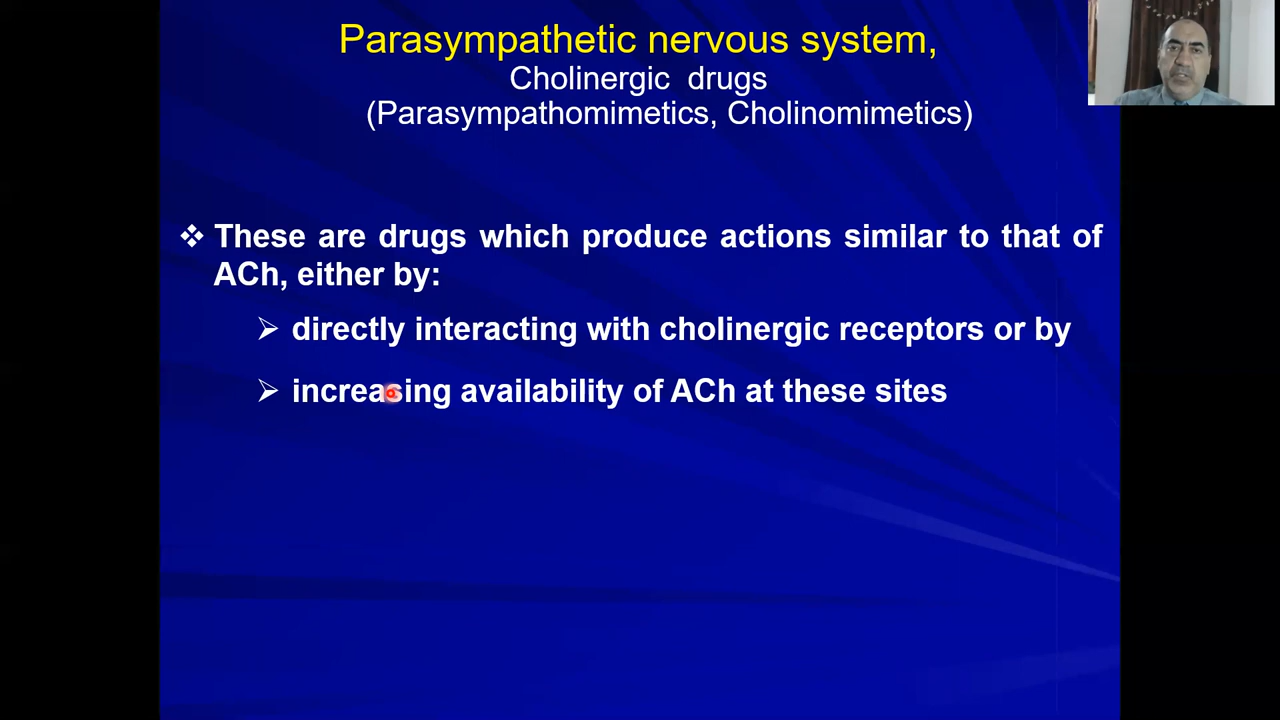 Parasympathetic nervous system,
Cholinergic drugs
(Parasympathomimetics, Cholinomimetics)
❖ These are drugs which produce actions similar to that of
ACh, either by:
➢ directly interacting with cholinergic receptors or by
➢ increasing availability of ACh at these sites